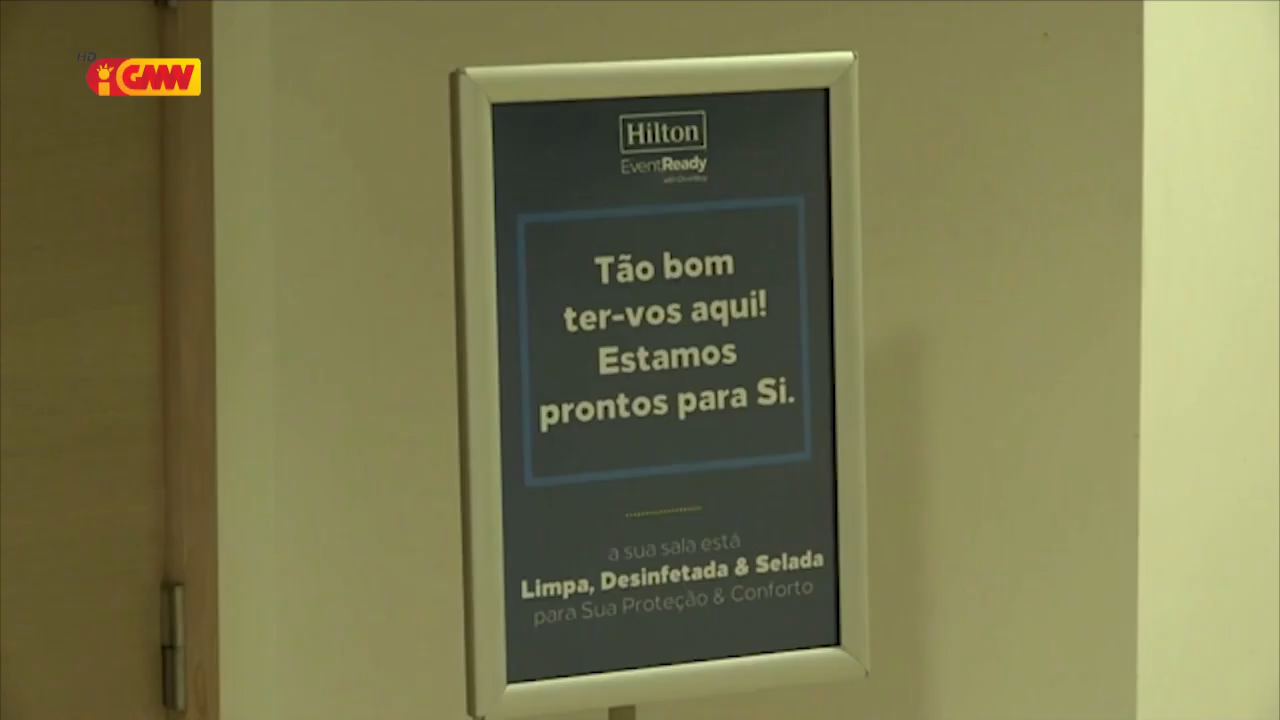 HD
GMW
Hilton
EventReady
Tão bom
ter-vos aqui!
Estamos
prontos para Si.
a sua sala está
Limpa, Desinfetada & Selada
para Sua Proteção & Conforto